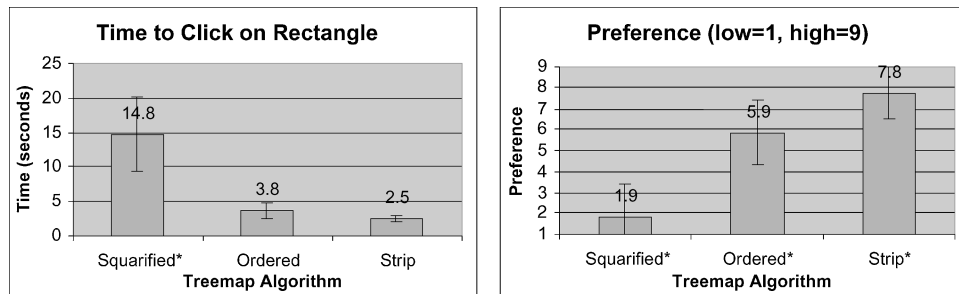 Time to Click on Rectangle
25
20
15
10
5
0
Time (seconds)
14.8
3.8
2.5
Squarified*
Ordered
Strip
Treemap Algorithm
Preference (low=1, high=9)
9
8
7
6
5
4
3
2
1
Preference
1.9
5.9
7.8
Squarified*
Ordered*
Strip*
Treemap Algorithm